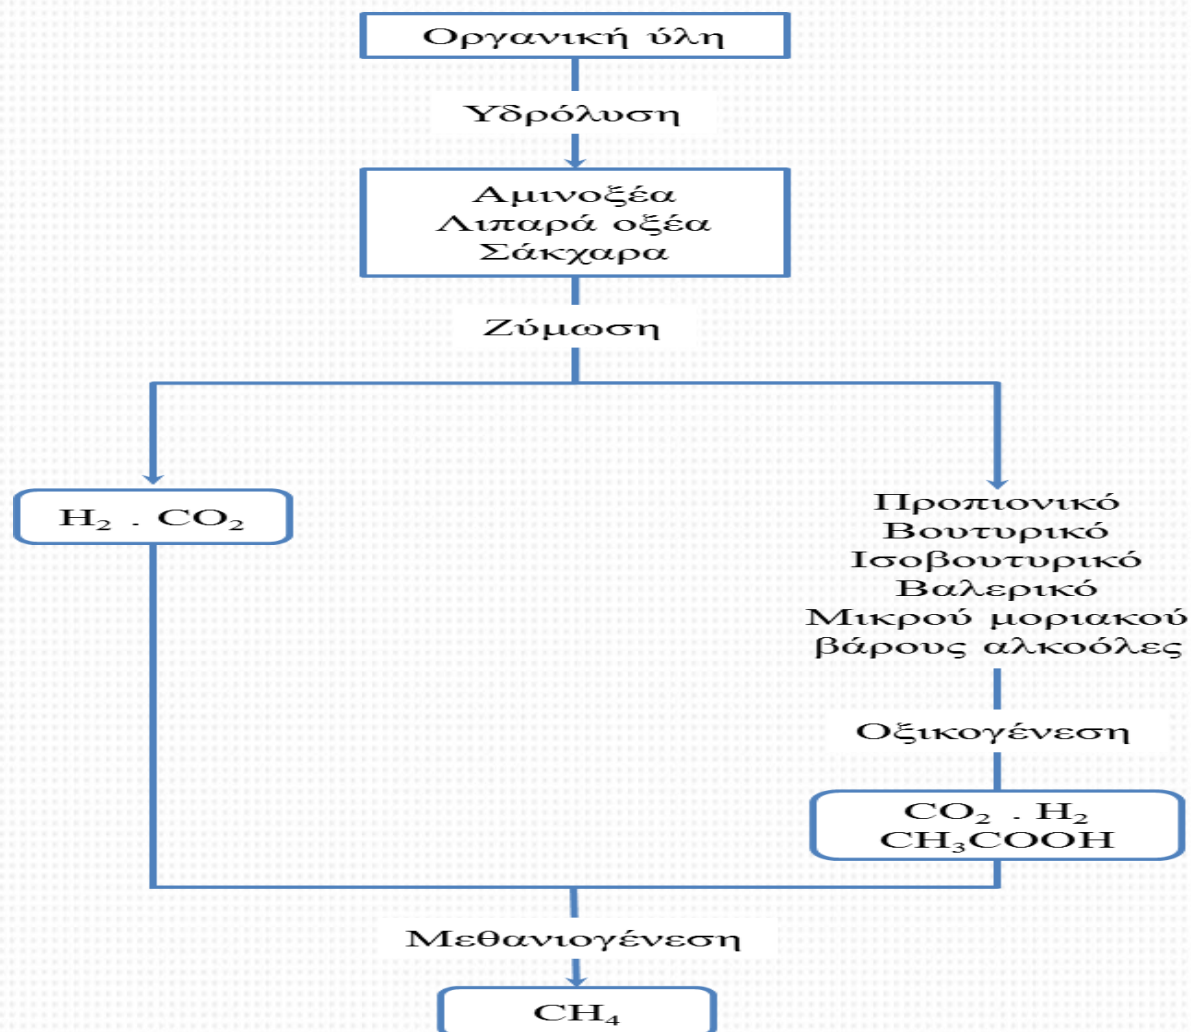 Οργανική ύλη
Υδρόλυση
Αμινοξέα
Λιπαρά οξέα
Σάκχαρα
Ζύμωση
H₂ . CO₂
Προπιονικό
Βουτυρικό
Ισοβουτυρικό
Βαλερικό
Μικρού μοριακού
βάρους αλκοόλες
Οξικογένεση
CO₂ . H₂
CH₃COOH
Μεθανιογένεση
CH₄